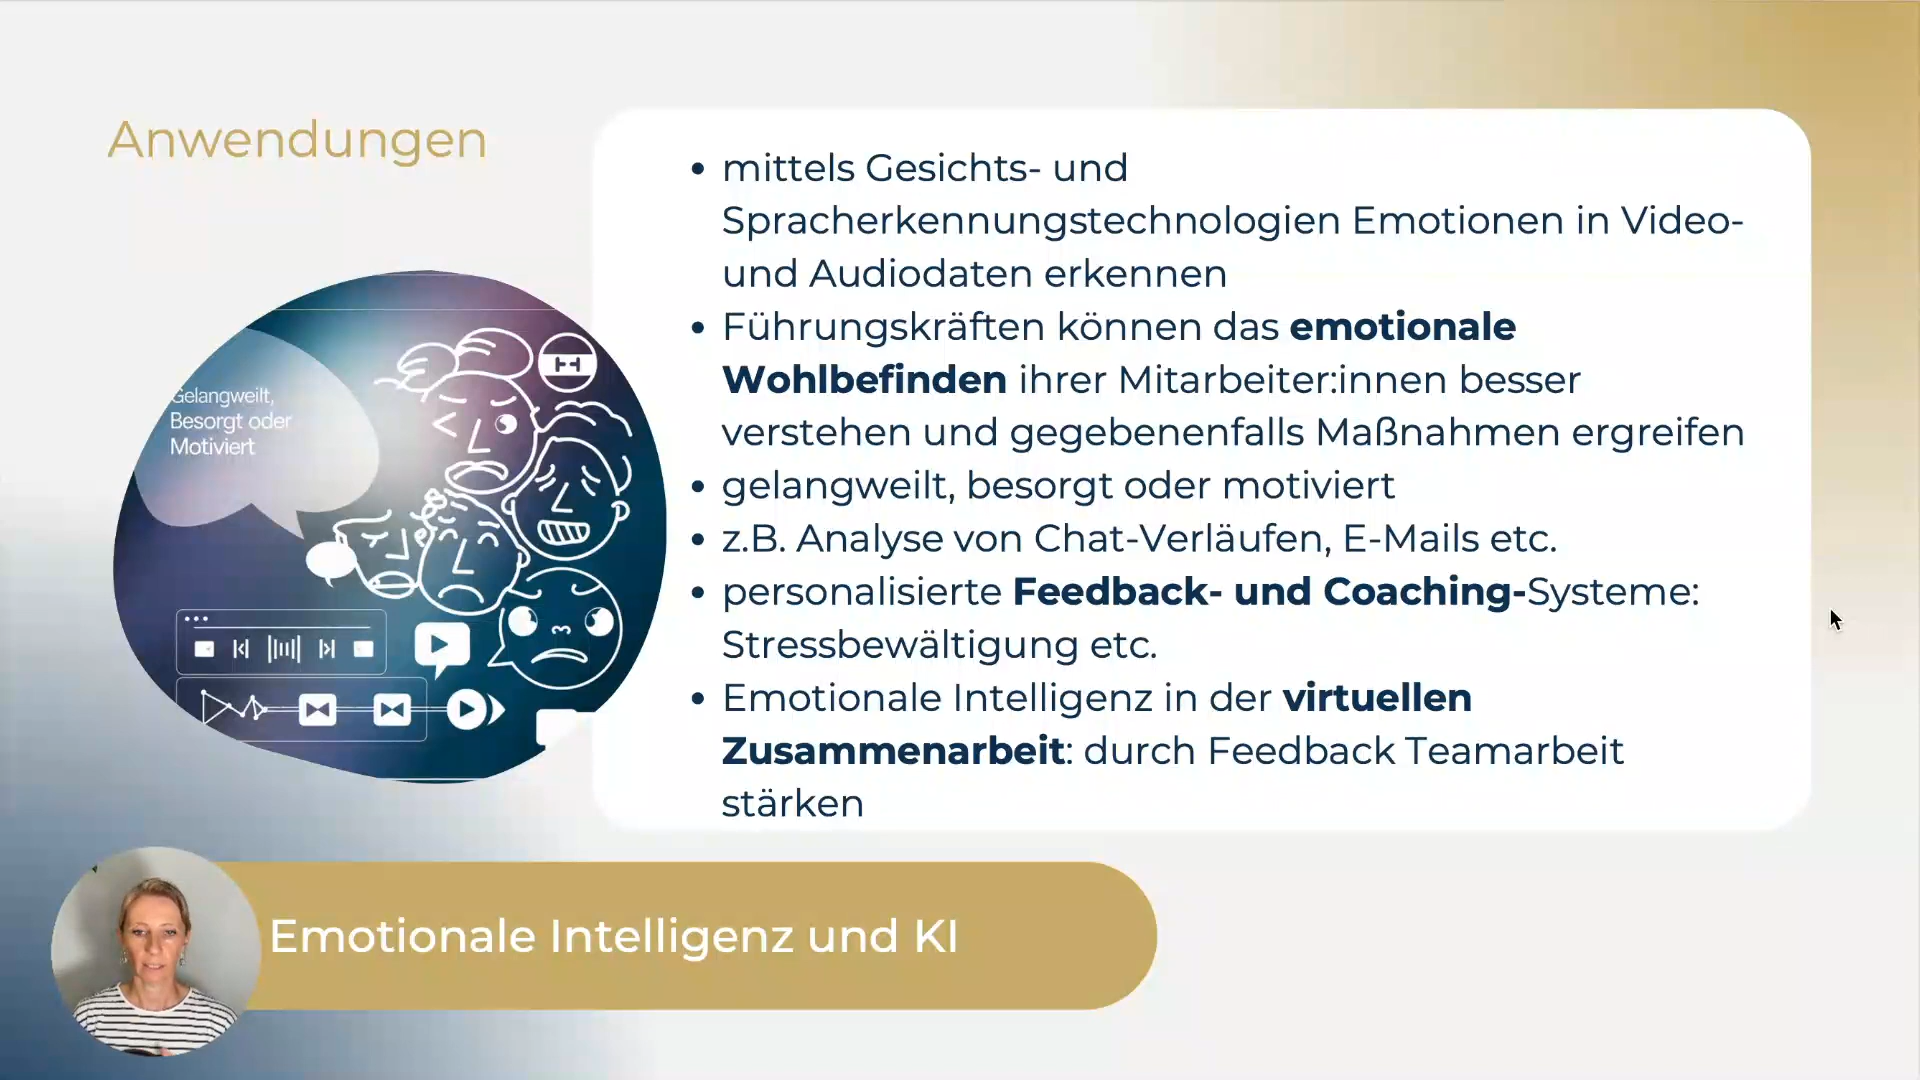 Anwendungen
Gelangweilt,
Besorgt oder
Motiviert
• mittels Gesichts- und
Spracherkennungstechnologien Emotionen in Video-
und Audiodaten erkennen
• Führungskräften können das emotionale
Wohlbefinden ihrer Mitarbeiter:innen besser
verstehen und gegebenenfalls Maßnahmen ergreifen
• gelangweilt, besorgt oder motiviert
• z.B. Analyse von Chat-Verläufen, E-Mails etc.
• personalisierte Feedback- und Coaching-Systeme:
Stressbewältigung etc.
• Emotionale Intelligenz in der virtuellen
Zusammenarbeit: durch Feedback Teamarbeit
stärken
Emotionale Intelligenz und KI